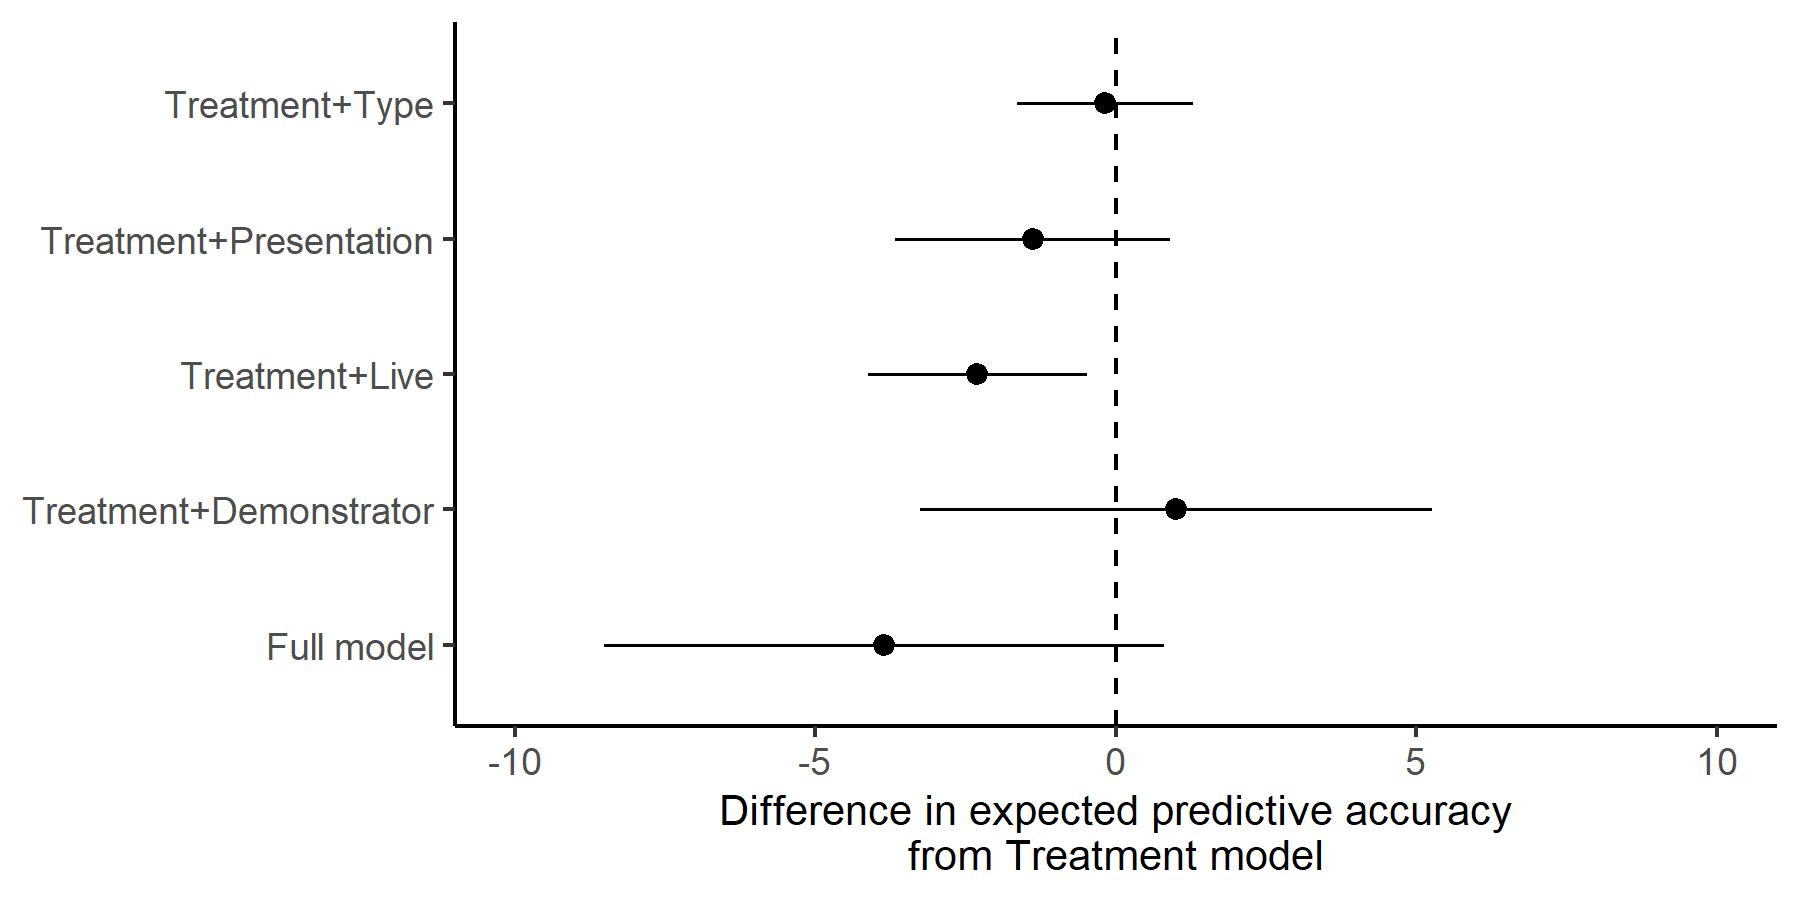 Treatment+Type
Treatment+Presentation
Treatment+Live
Treatment+Demonstrator
Full model
-10 -5 0 5 10
Difference in expected predictive accuracy
from Treatment model